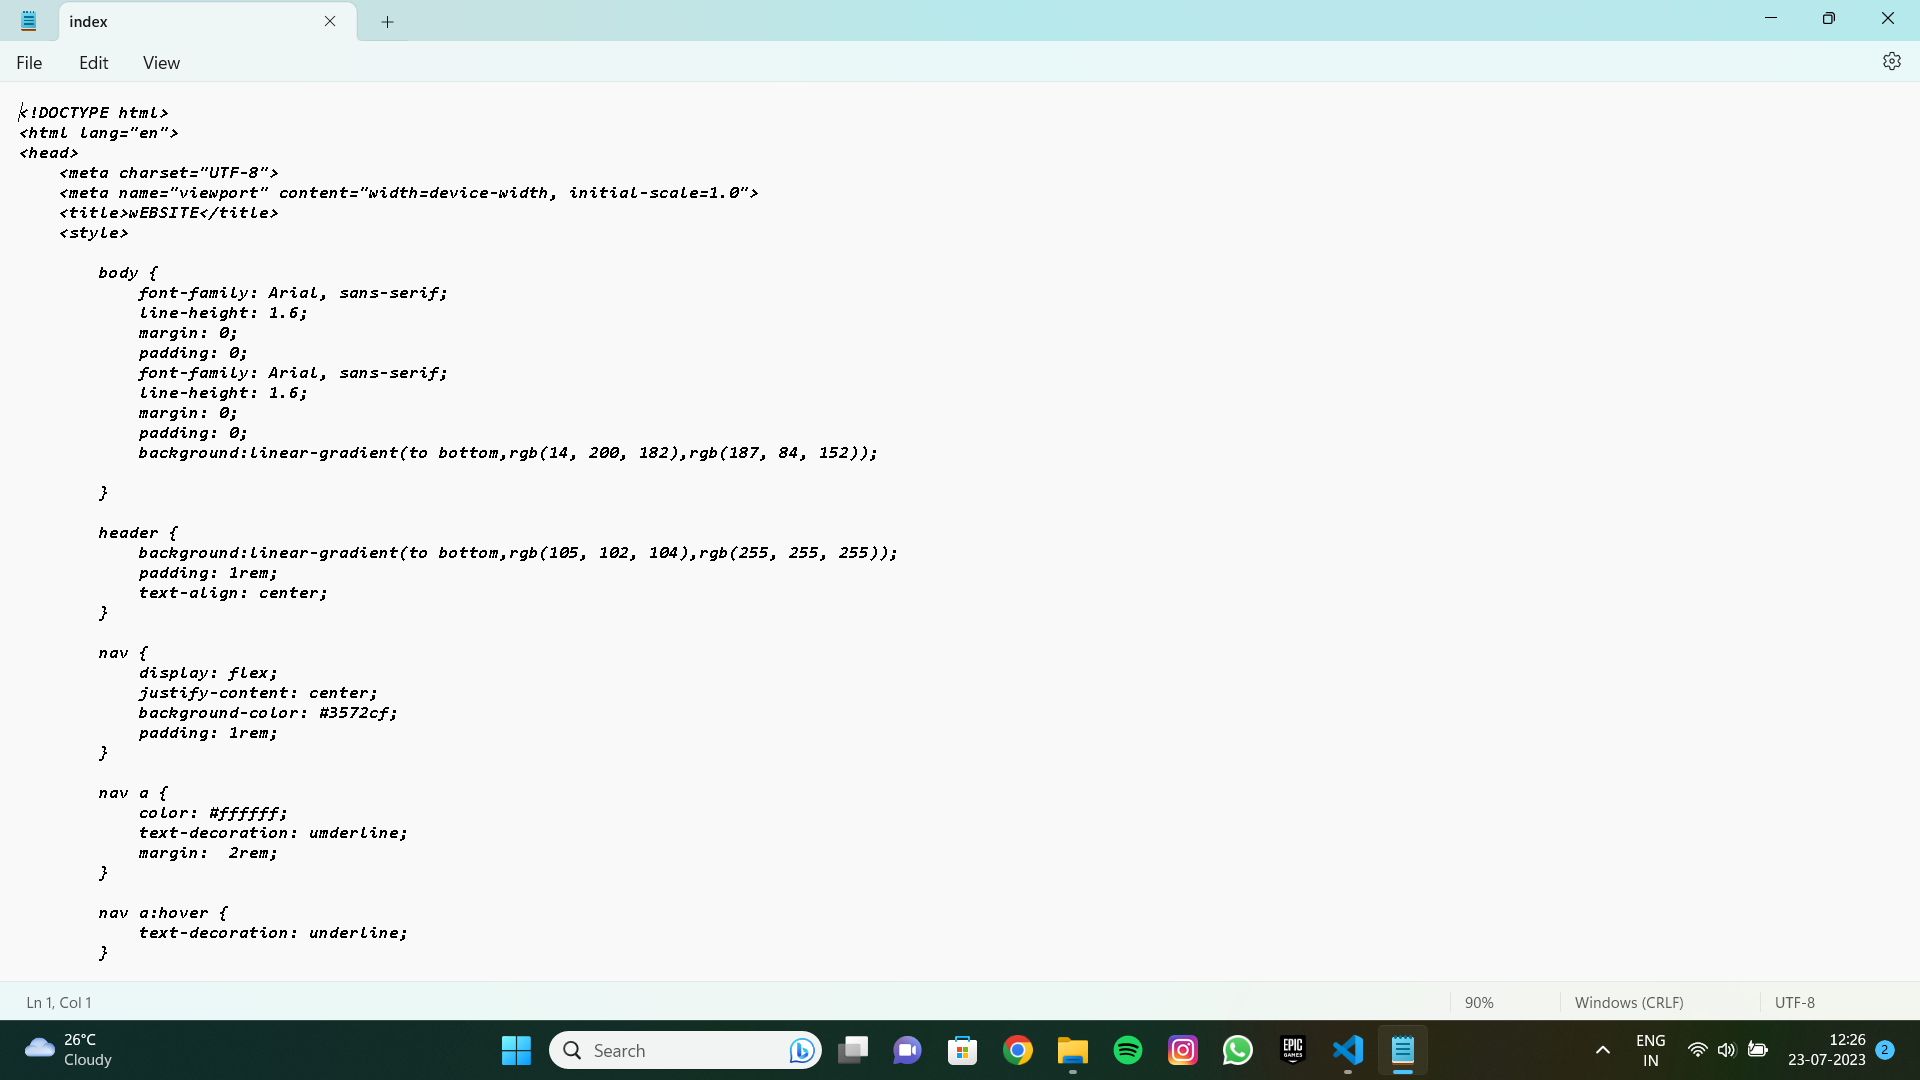 index
File Edit View
<!DOCTYPE html>
<html lang="en">
<head>
    <meta charset="UTF-8">
    <meta name="viewport" content="width=device-width, initial-scale=1.0">
    <title>wEBSITE</title>
    <style>

        body {
            font-family: Arial, sans-serif;
            line-height: 1.6;
            margin: 0;
            padding: 0;
            font-family: Arial, sans-serif;
            line-height: 1.6;
            margin: 0;
            padding: 0;
            background:linear-gradient(to bottom,rgb(14, 200, 182),rgb(187, 84, 152));

        }

        header {
            background:linear-gradient(to bottom,rgb(105, 102, 104),rgb(255, 255, 255));
            padding: 1rem;
            text-align: center;
        }

        nav {
            display: flex;
            justify-content: center;
            background-color: #3572cf;
            padding: 1rem;
        }

        nav a {
            color: #ffffff;
            text-decoration: umderline;
            margin:  2rem;
        }

        nav a:hover {
            text-decoration: underline;
        }
Ln 1, Col 1 90% Windows (CRLF) UTF-8
26°C
Cloudy
Search
EPIC
GAMES
ENG
IN
12:26
23-07-2023
2